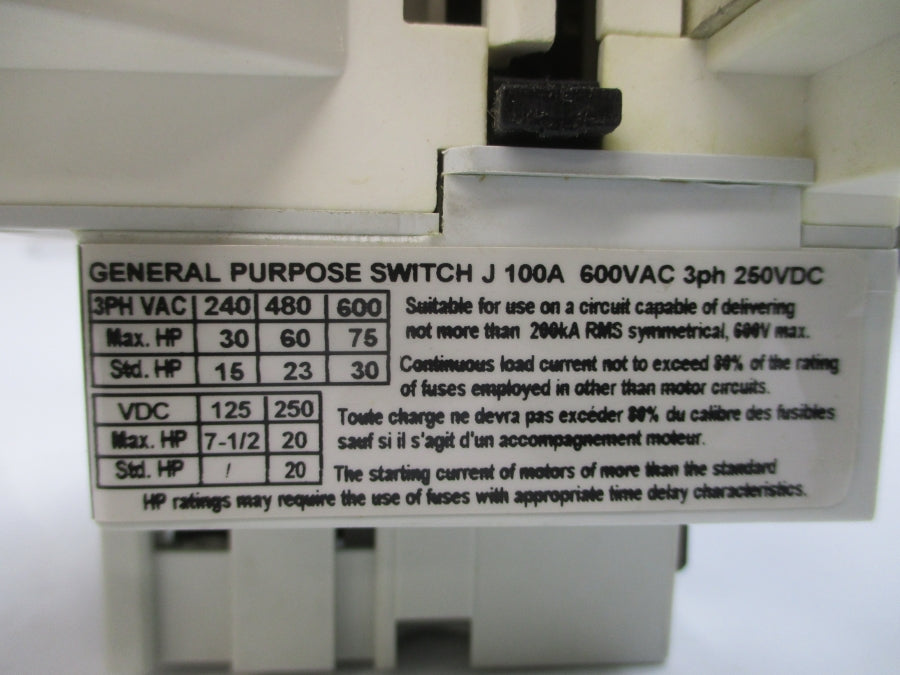 GENERAL PURPOSE SWITCH J 100A 600VAC 3ph 250VDC
3PH VAC 240 480 600
Max. HP 30 60 75
Std. HP 15 23 30
Suitable for use on a circuit capable of delivering
not more than 200kA RMS symmetrical, 600V max.
Continuous load current not to exceed 80% of the rating
of fuses employed in other than motor circuits.
VDC 125 250
Max. HP 7-1/2 20
Std. HP / 20
Toute charge ne devra pas excéder 80% du calibre des fusibles
sauf si il s'agit d'un accompagnement moteur.
The starting current of motors of more than the standard
HP ratings may require the use of fuses with appropriate time delay characteristics.